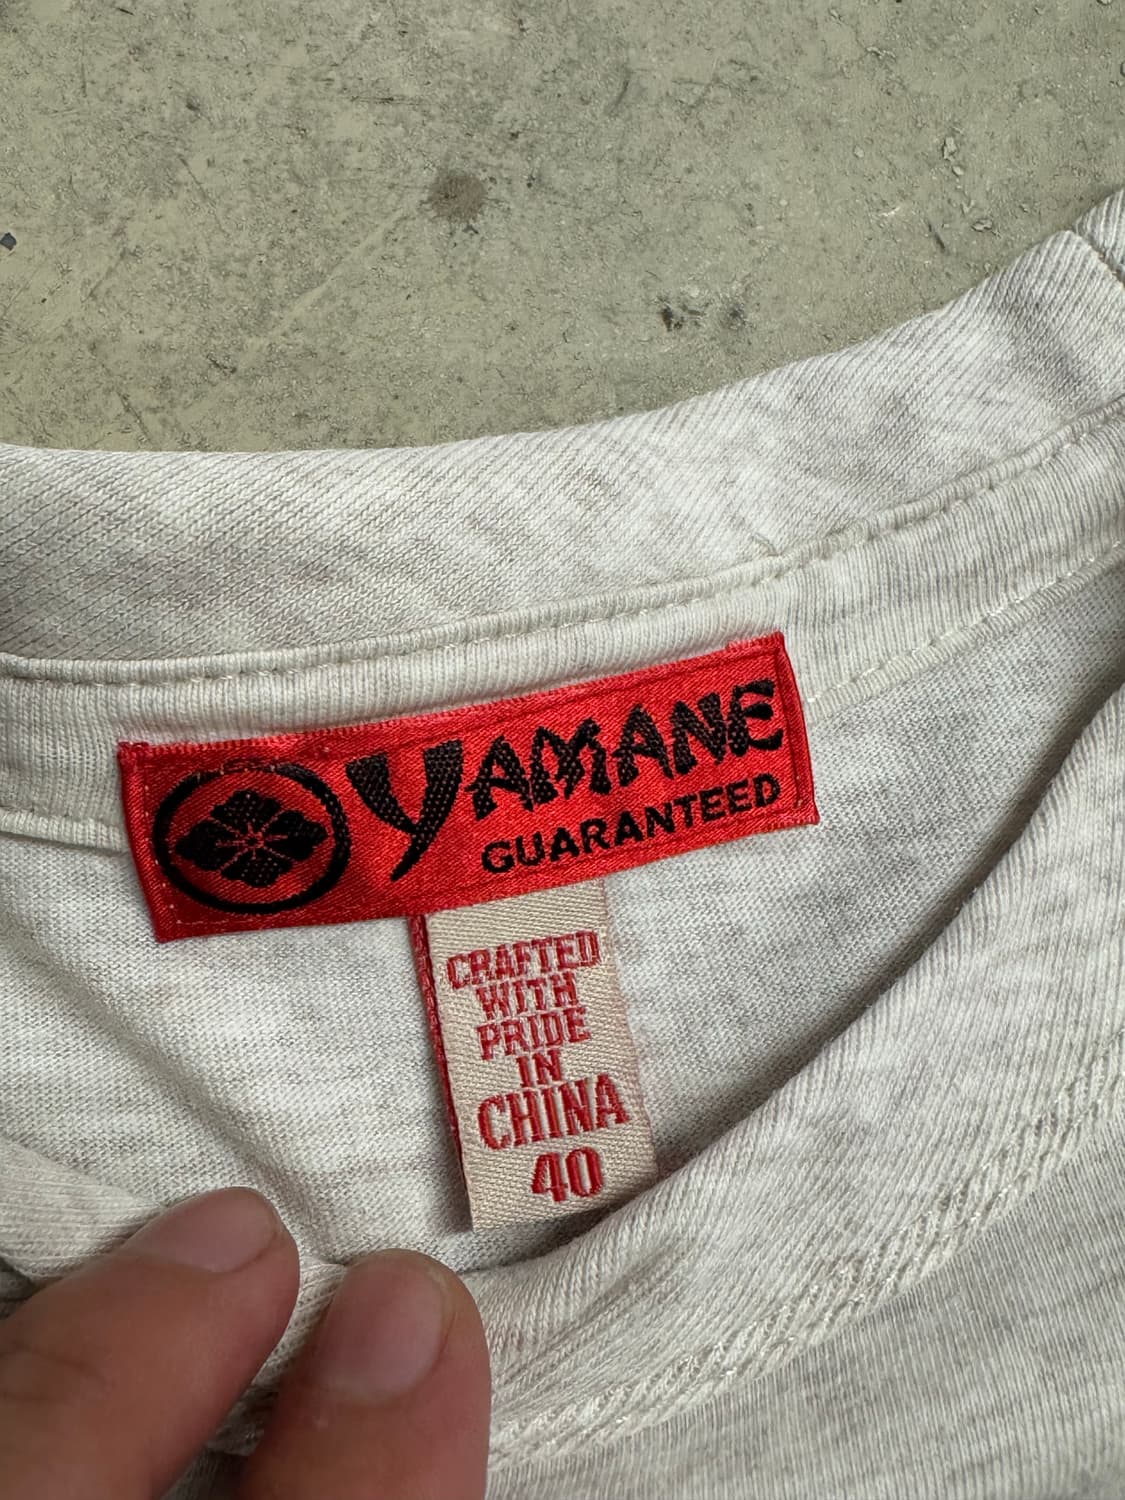 YAMANE
GUARANTEED
CRAFTED
WITH
PRIDE
IN
CHINA
40